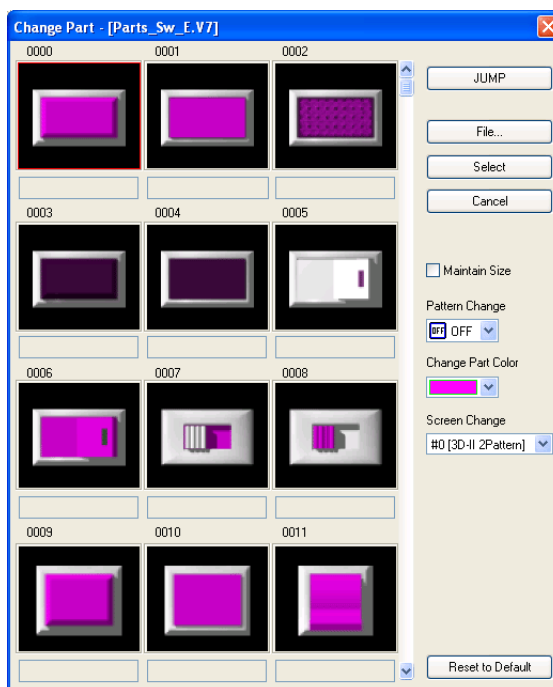 Change Part - [Parts_Sw_E.V7]
0000
0001
0002
JUMP
File...
Select
Cancel
0003
0004
0005
Maintain Size
Pattern Change
OFF OFF
Change Part Color
0006
0007
0008
Screen Change
#0 [3D-II 2Pattern]
0009
0010
0011
Reset to Default